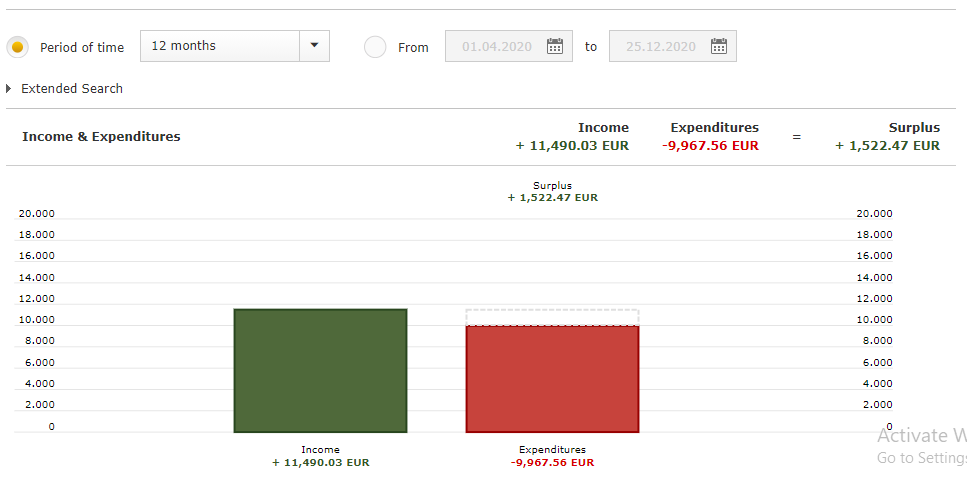 Period of time 12 months From 01.04.2020 to 25.12.2020
Extended Search
Income & Expenditures
Income Expenditures Surplus
+ 11,490.03 EUR -9,967.56 EUR = + 1,522.47 EUR
Surplus
+ 1,522.47 EUR
20.000 20.000
18.000 18.000
16.000 16.000
14.000 14.000
12.000 12.000
10.000 10.000
8.000 8.000
6.000 6.000
4.000 4.000
2.000 2.000
0 0
Activate W
Income Expenditures
Go to Settings
+ 11,490.03 EUR -9,967.56 EUR